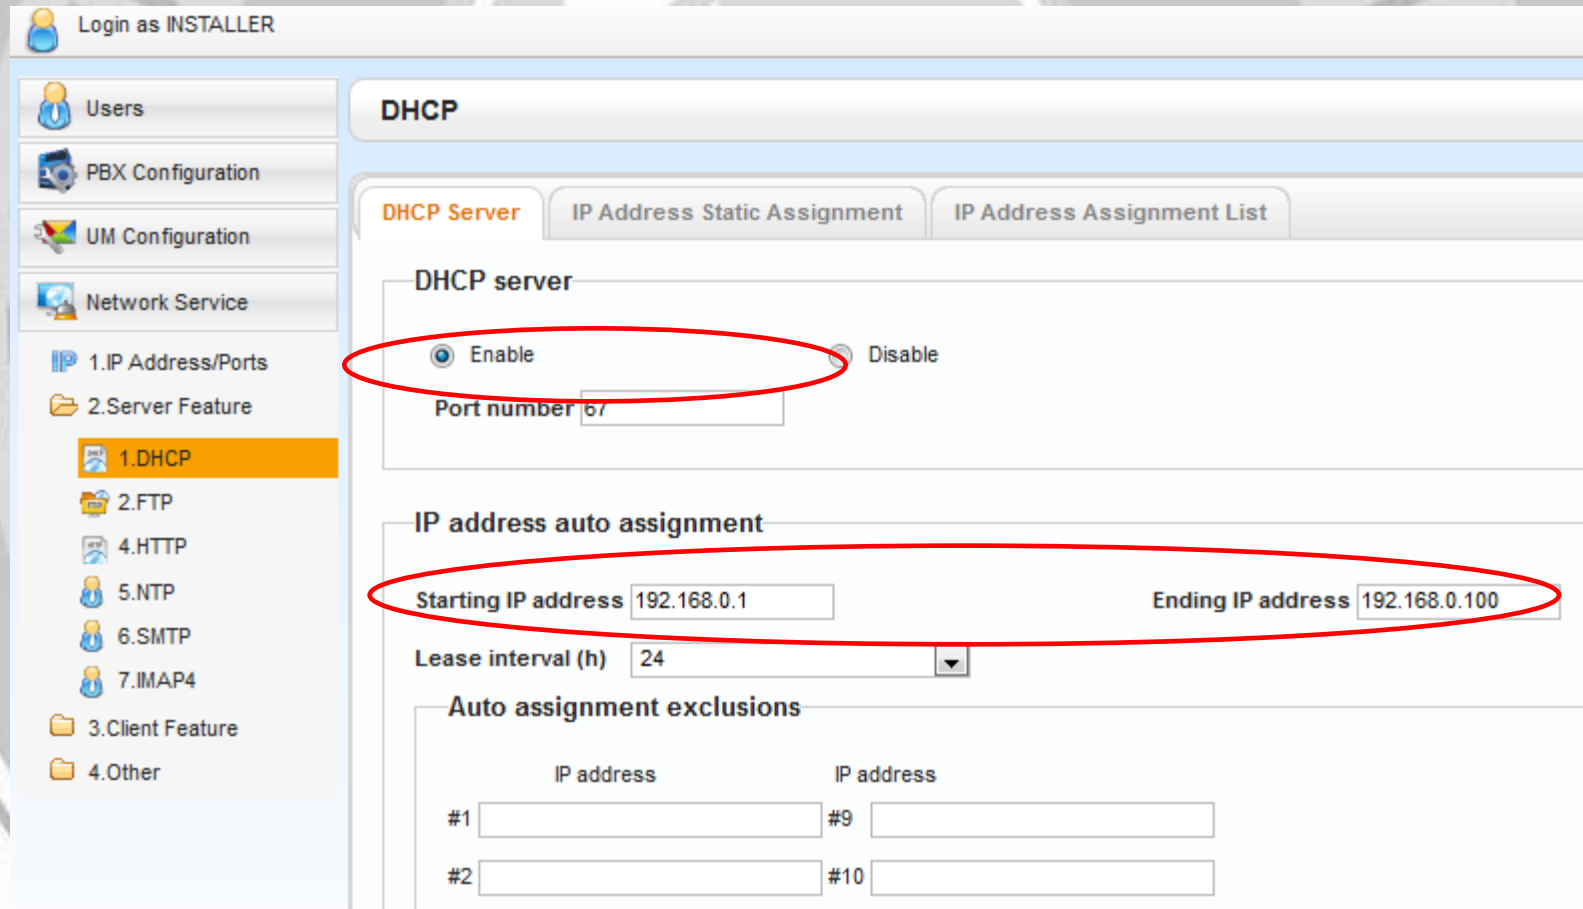 Login as INSTALLER
Users
PBX Configuration
UM Configuration
Network Service
1.IP Address/Ports
2.Server Feature
1.DHCP
2.FTP
4.HTTP
5.NTP
6.SMTP
7.IMAP4
3.Client Feature
4.Other
DHCP
DHCP Server IP Address Static Assignment IP Address Assignment List
DHCP server
Enable Disable
Port number 67
IP address auto assignment
Starting IP address 192.168.0.1 Ending IP address 192.168.0.100
Lease interval (h) 24
Auto assignment exclusions
IP address IP address
#1 #9
#2 #10